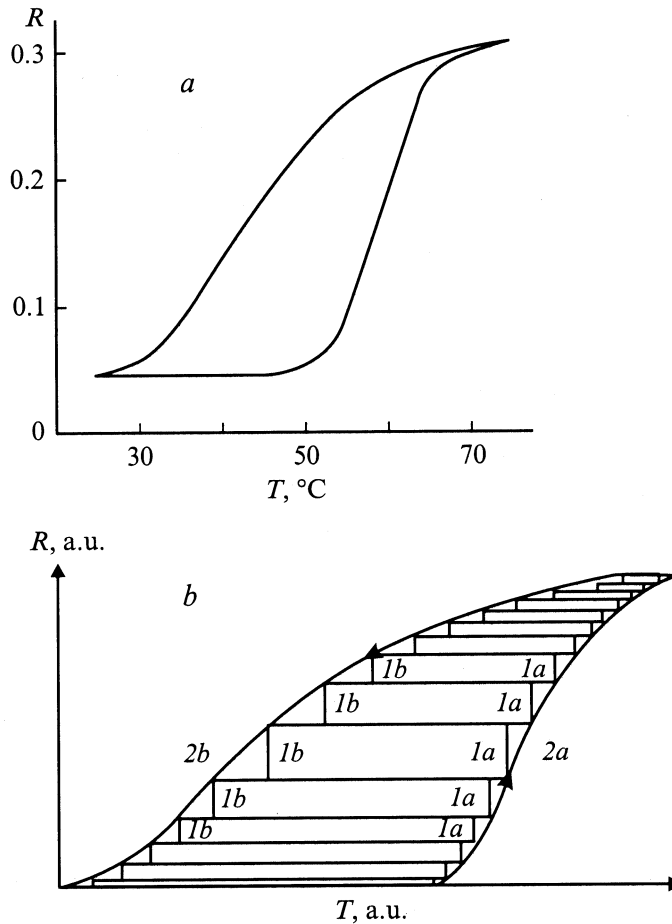 R
0.3
a
0.2
0.1
0
30 50 70
T, °C
R, a.u.
b
1b 1a
1b 1a
2b 1b 1a 2a
1b 1a
1b 1a
T, a.u.